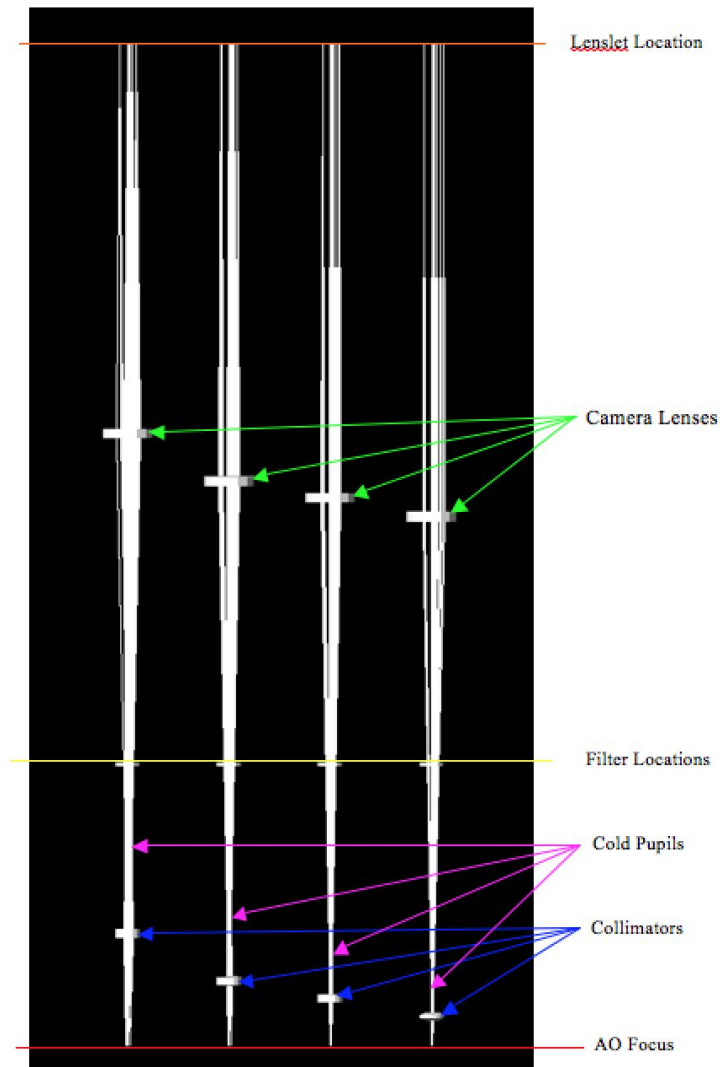 Lenslet Location
Camera Lenses
Filter Locations
Cold Pupils
Collimators
AO Focus